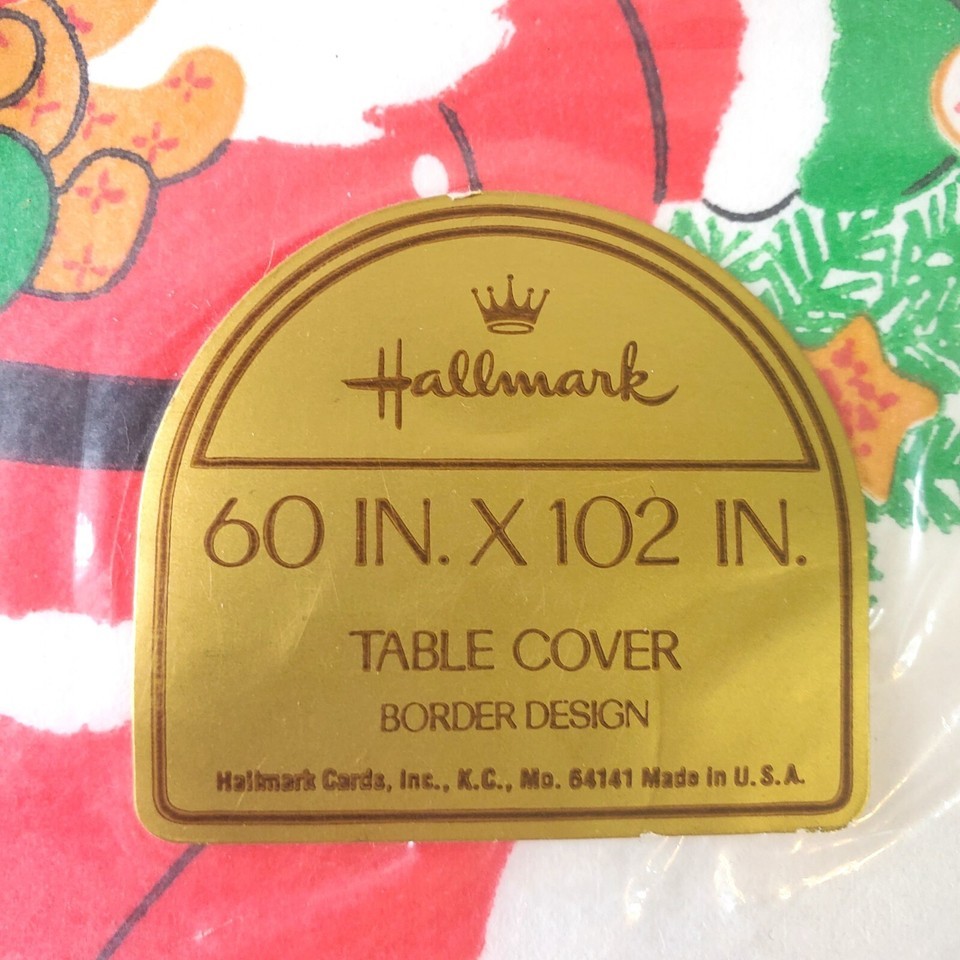 Hallmark
60 IN. X 102 IN.
TABLE COVER
BORDER DESIGN
Hallmark Cards, Inc., K.C., Mo. 64141 Made in U.S.A.